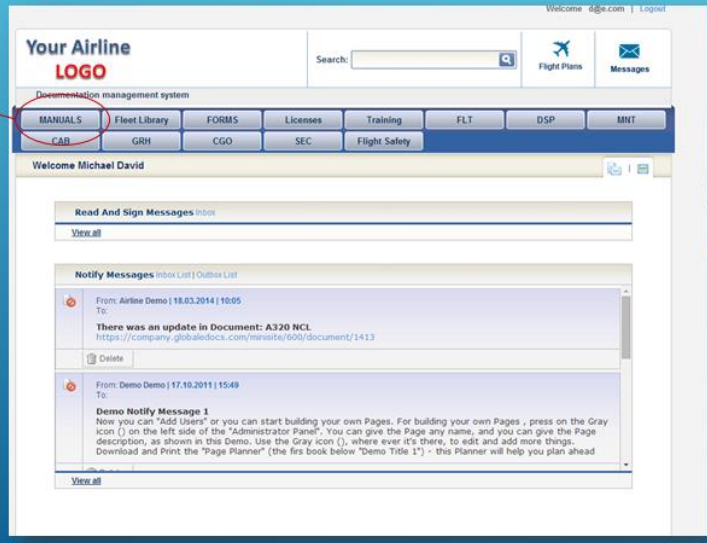 Welcome d@e.com | Logout
Your Airline
LOGO
Search:
Flight Plans
Messages
Documentation management system
MANUALS Fleet Library FORMS Licenses Training FLT DSP MNT
CAB GRH CGO SEC Flight Safety
Welcome Michael David
Read And Sign Messages Inbox
View all
Notify Messages Inbox List | Outbox List
From: Airline Demo | 18.03.2014 | 10:05
To:
There was an update in Document: A320 NCL
https://company.globaledocs.com/minisite/600/document/1413
Delete
From: Demo Demo | 17.10.2011 | 15:49
To:
Demo Notify Message 1
Now you can "Add Users" or you can start building your own Pages. For building your own Pages , press on the Gray
icon () on the left side of the "Administrator Panel". You can give the Page any name, and you can give the Page
description, as shown in this Demo. Use the Gray icon (), where ever it's there, to edit and add more things.
Download and Print the "Page Planner" (the firs book below "Demo Title 1") - this Planner will help you plan ahead
View all